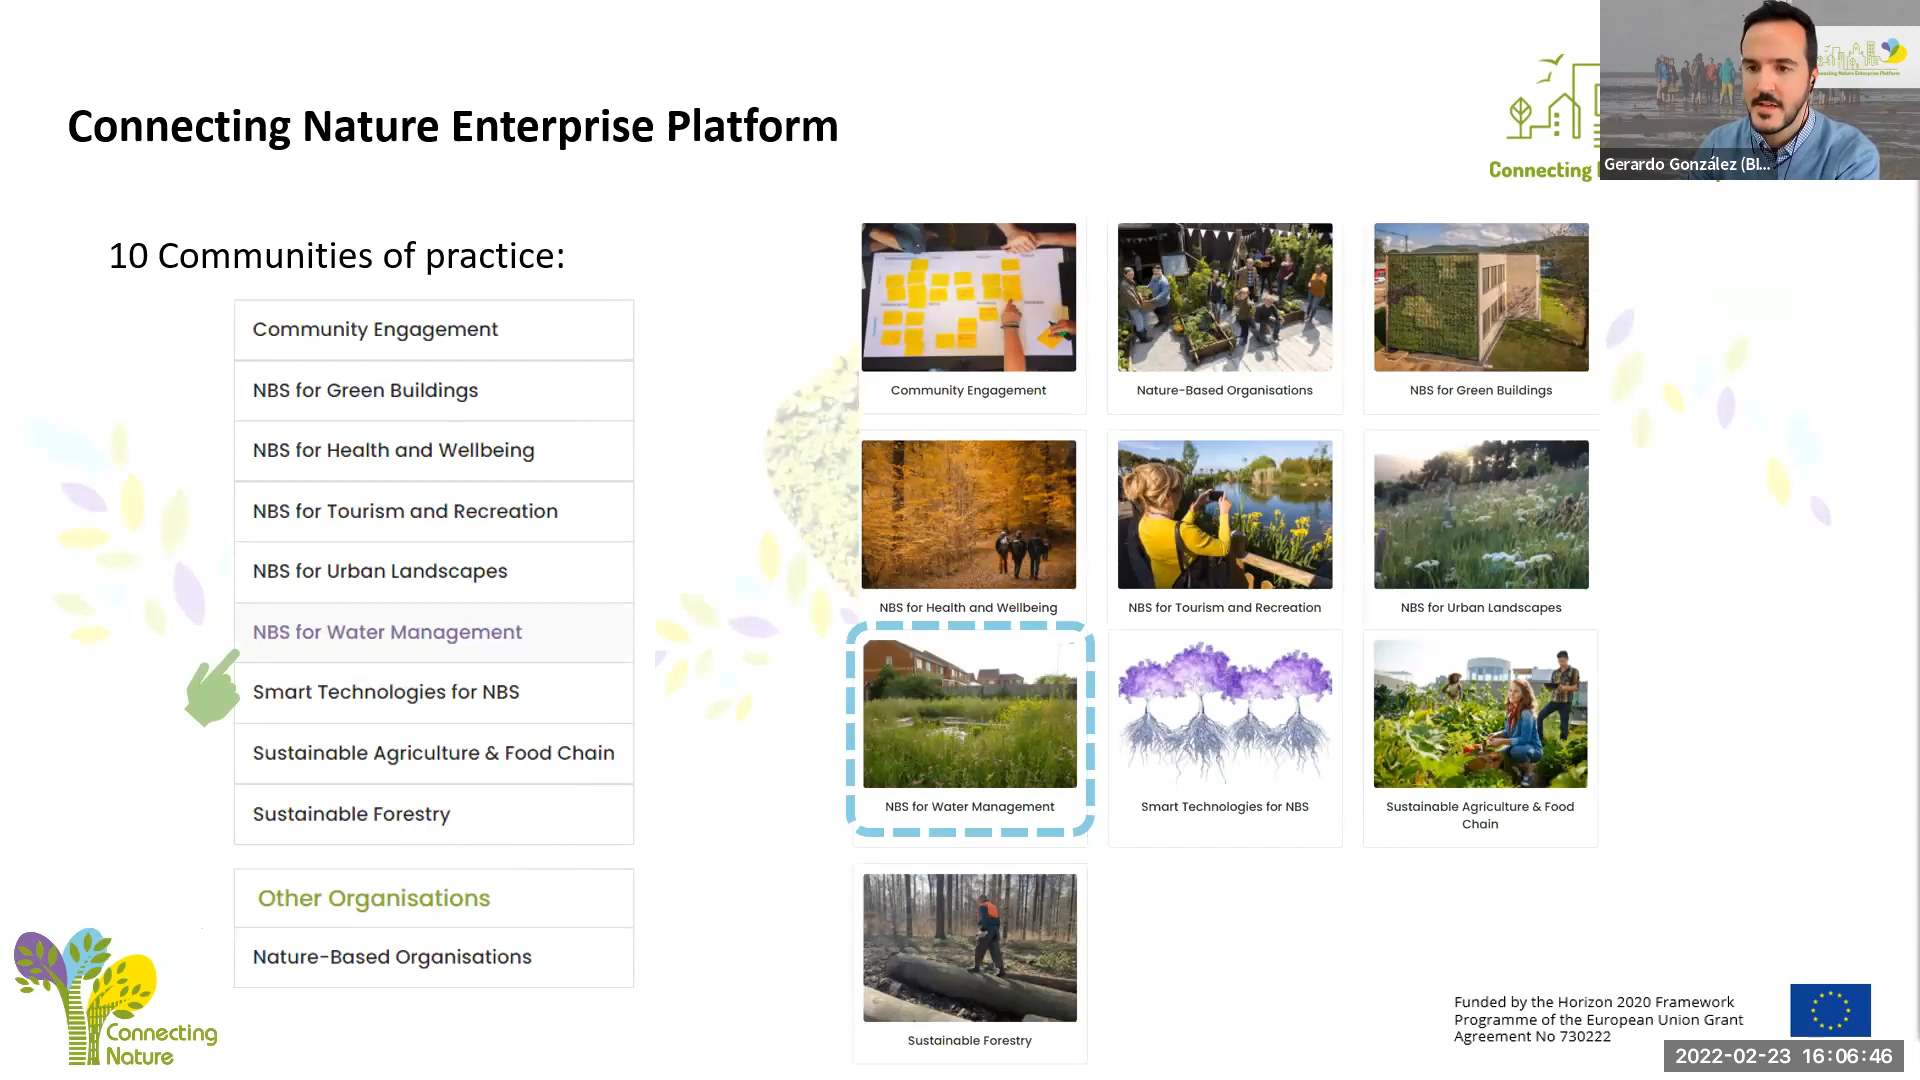 Connecting Nature Enterprise Platform
Connecting
Connecting Nature Enterprise Platform
Gerardo González (BI...
10 Communities of practice:
Community Engagement
NBS for Green Buildings
NBS for Health and Wellbeing
NBS for Tourism and Recreation
NBS for Urban Landscapes
NBS for Water Management
Smart Technologies for NBS
Sustainable Agriculture & Food Chain
Sustainable Forestry
Other Organisations
Nature-Based Organisations
Community Engagement
Nature-Based Organisations
NBS for Green Buildings
NBS for Health and Wellbeing
NBS for Tourism and Recreation
NBS for Urban Landscapes
NBS for Water Management
Smart Technologies for NBS
Sustainable Agriculture & Food
Chain
Sustainable Forestry
Connecting
Nature
Funded by the Horizon 2020 Framework
Programme of the European Union Grant
Agreement No 730222
2022-02-23 16:06:46